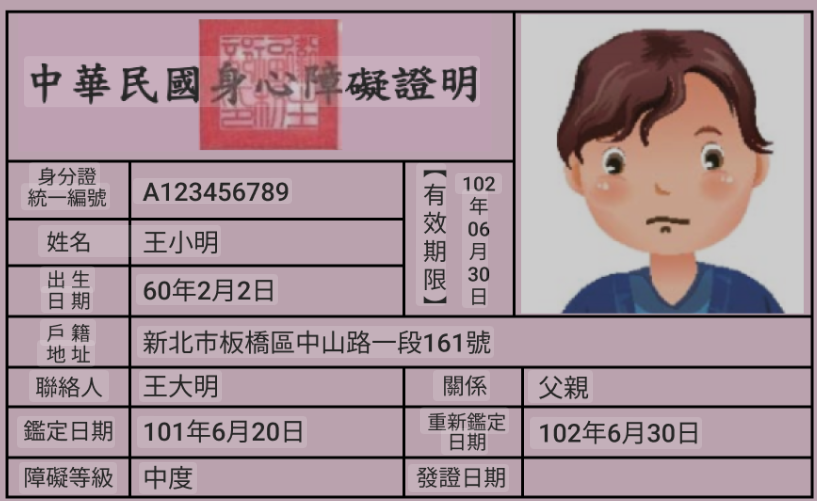 中華民國身心障礙證明
身分證
統一編號
A123456789
【有效期限】
102
年
06
月
30
日
姓名
王小明
出生
日期
60年2月2日
戶籍
地址
新北市板橋區中山路一段161號
聯絡人
王大明
關係
父親
鑑定日期
101年6月20日
重新鑑定
日期
102年6月30日
障礙等級
中度
發證日期